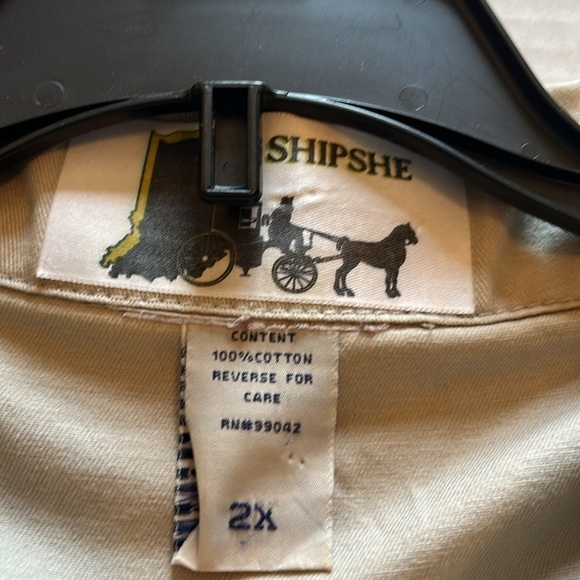 SHIPSHE
CONTENT
100%COTTON
REVERSE FOR
CARE
RN#99042
2X